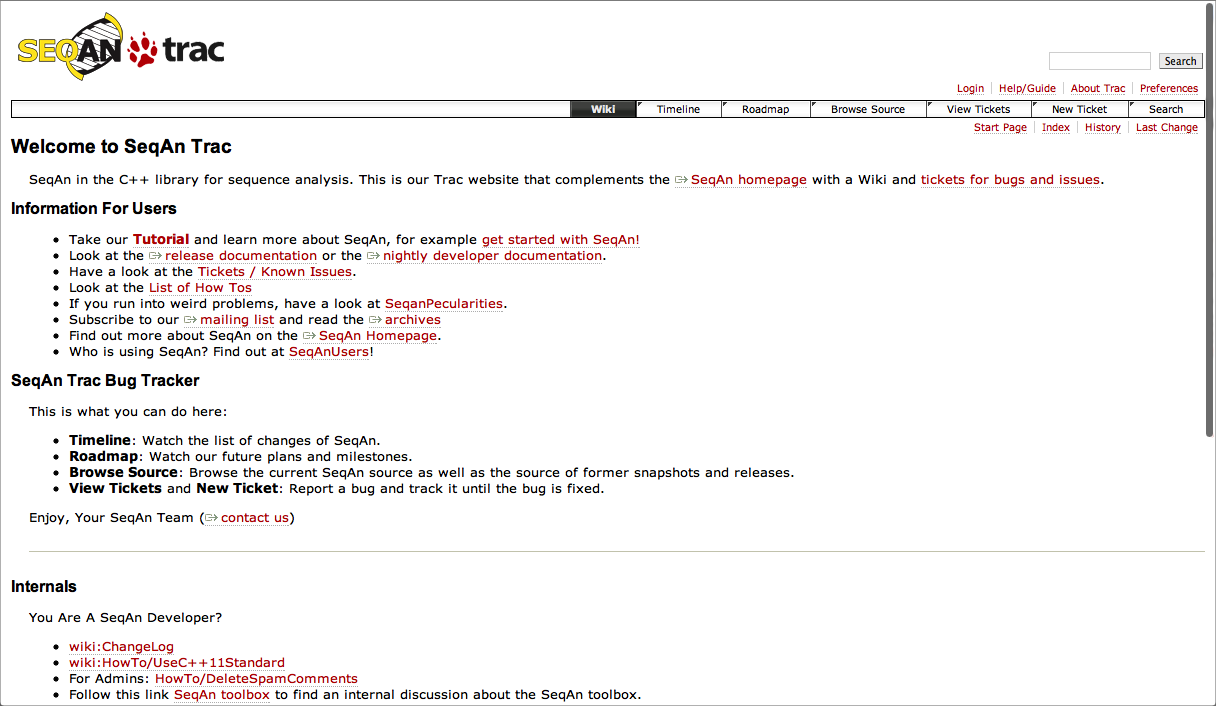 SEQAN trac
Search
Login Help/Guide About Trac Preferences
Wiki Timeline Roadmap Browse Source View Tickets New Ticket Search
Start Page Index History Last Change
Welcome to SeqAn Trac
SeqAn in the C++ library for sequence analysis. This is our Trac website that complements the SeqAn homepage with a Wiki and tickets for bugs and issues.
Information For Users
Take our Tutorial and learn more about SeqAn, for example get started with SeqAn!
Look at the release documentation or the nightly developer documentation.
Have a look at the Tickets / Known Issues.
Look at the List of How Tos
If you run into weird problems, have a look at SeqanPecularities.
Subscribe to our mailing list and read the archives
Find out more about SeqAn on the SeqAn Homepage.
Who is using SeqAn? Find out at SeqAnUsers!
SeqAn Trac Bug Tracker
This is what you can do here:
Timeline: Watch the list of changes of SeqAn.
Roadmap: Watch our future plans and milestones.
Browse Source: Browse the current SeqAn source as well as the source of former snapshots and releases.
View Tickets and New Ticket: Report a bug and track it until the bug is fixed.
Enjoy, Your SeqAn Team (contact us)
Internals
You Are A SeqAn Developer?
wiki:ChangeLog
wiki:HowTo/UseC++11Standard
For Admins: HowTo/DeleteSpamComments
Follow this link SeqAn toolbox to find an internal discussion about the SeqAn toolbox.